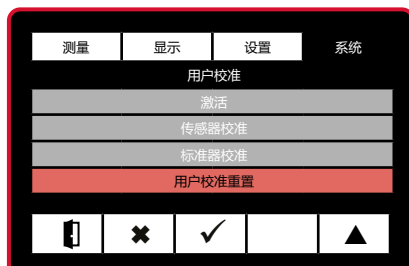 测量 显示 设置 系统
用户校准
激活
传感器校准
标准器校准
用户校准重置